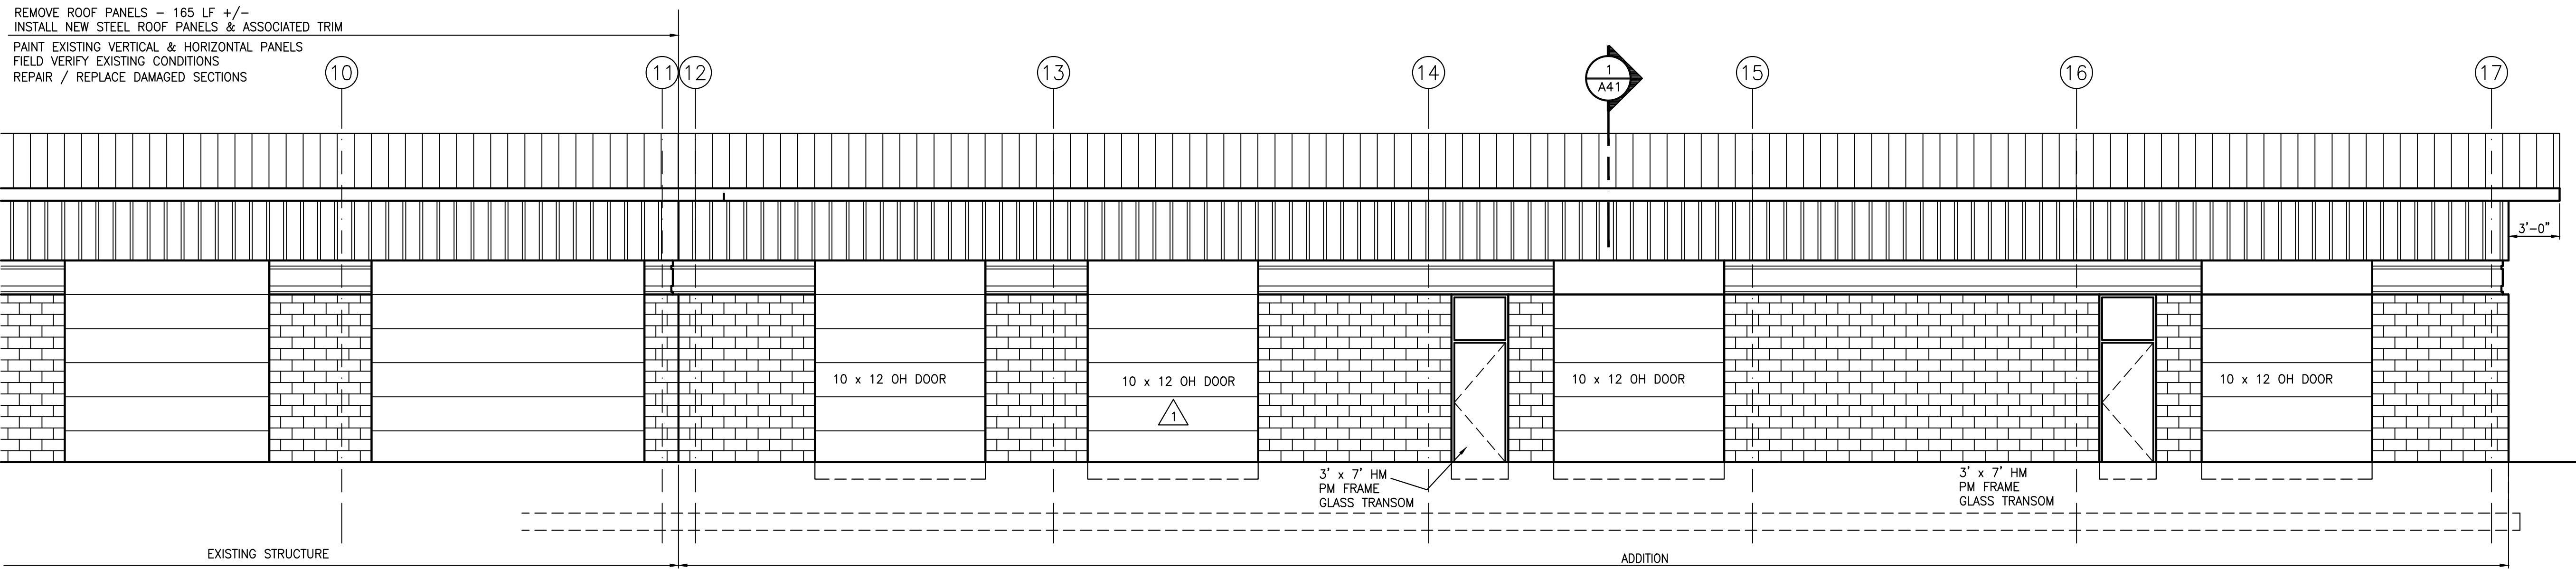 REMOVE ROOF PANELS - 165 LF +/-
INSTALL NEW STEEL ROOF PANELS & ASSOCIATED TRIM
PAINT EXISTING VERTICAL & HORIZONTAL PANELS
FIELD VERIFY EXISTING CONDITIONS
REPAIR / REPLACE DAMAGED SECTIONS
10
11
12
13
14
1
A41
15
16
17
3'-0"
10 x 12 OH DOOR
10 x 12 OH DOOR
1
10 x 12 OH DOOR
10 x 12 OH DOOR
3' x 7' HM
PM FRAME
GLASS TRANSOM
3' x 7' HM
PM FRAME
GLASS TRANSOM
EXISTING STRUCTURE
ADDITION